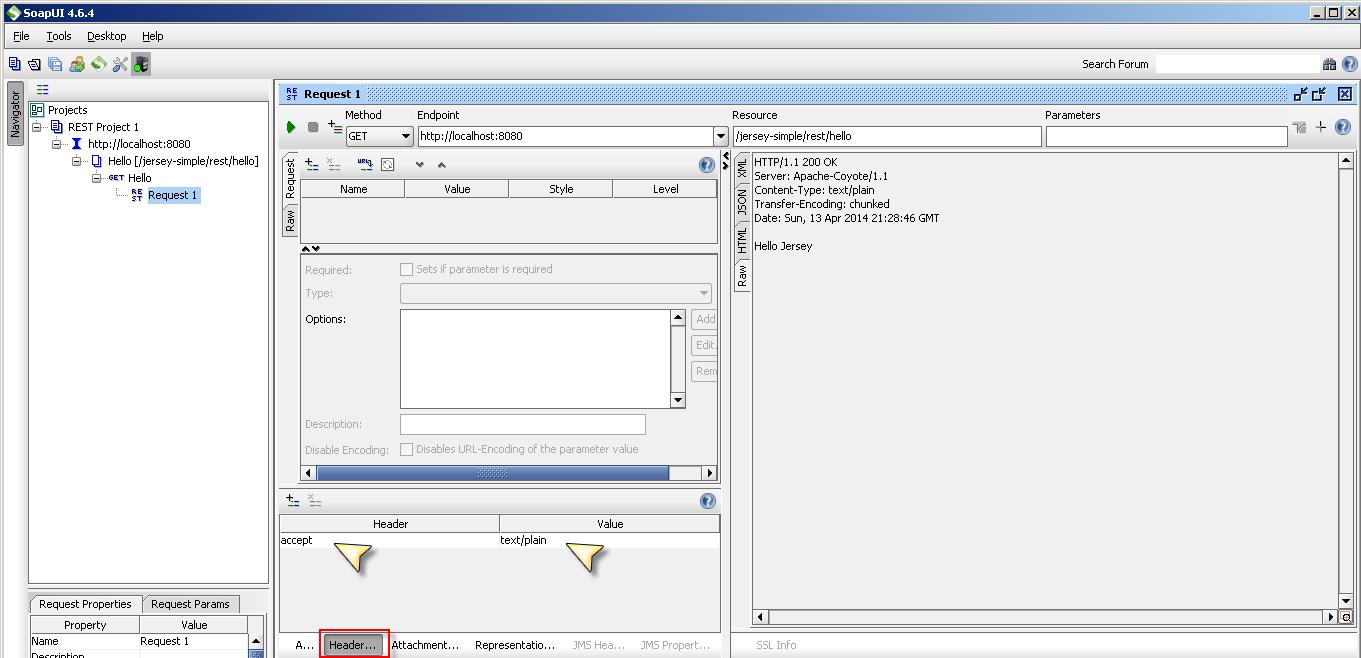 SoapUI 4.6.4
File Tools Desktop Help
Search Forum
Navigator
Projects
REST Project 1
http://localhost:8080
Hello [/jersey-simple/rest/hello]
GET Hello
REST Request 1
Request Properties Request Params
Property Value
Name Request 1
Description
REST Request 1
Method Endpoint Resource Parameters
GET http://localhost:8080 /jersey-simple/rest/hello
Request
Raw
URL
Name Value Style Level
Required: Sets if parameter is required
Type:
Options:
Add
Edit.
Rem
Description:
Disable Encoding: Disables URL-Encoding of the parameter value
Header Value
accept text/plain
A... Header... Attachment... Representatio... JMS Hea... JMS Propert...
XML
JSON
HTML
Raw
HTTP/1.1 200 OK
Server: Apache-Coyote/1.1
Content-Type: text/plain
Transfer-Encoding: chunked
Date: Sun, 13 Apr 2014 21:28:46 GMT
Hello Jersey
SSL Info